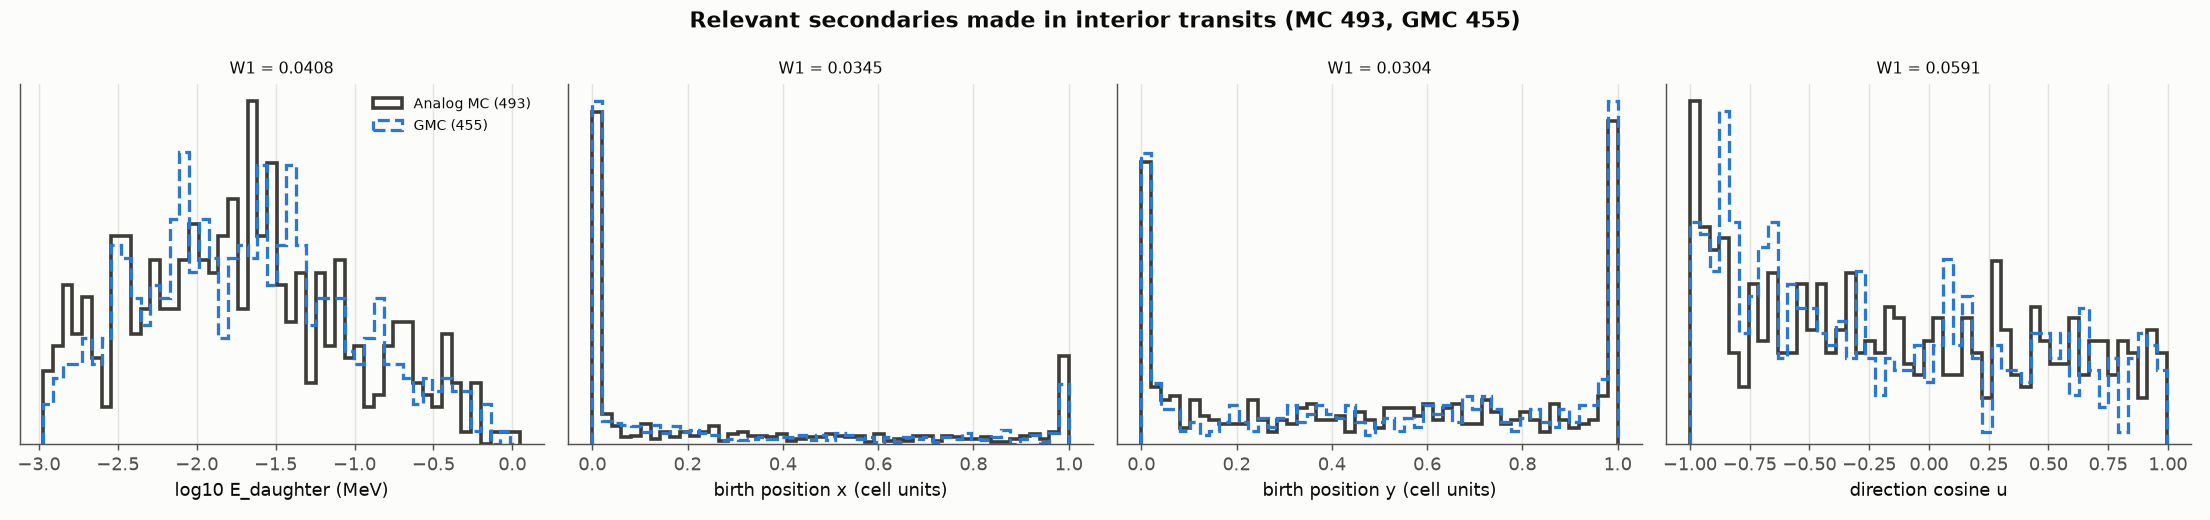 Relevant secondaries made in interior transits (MC 493, GMC 455)
W1 = 0.0408
Analog MC (493)
GMC (455)
−3.0 −2.5 −2.0 −1.5 −1.0 −0.5 0.0
log10 E_daughter (MeV)
W1 = 0.0345
0.0 0.2 0.4 0.6 0.8 1.0
birth position x (cell units)
W1 = 0.0304
0.0 0.2 0.4 0.6 0.8 1.0
birth position y (cell units)
W1 = 0.0591
−1.00 −0.75 −0.50 −0.25 0.00 0.25 0.50 0.75 1.00
direction cosine u